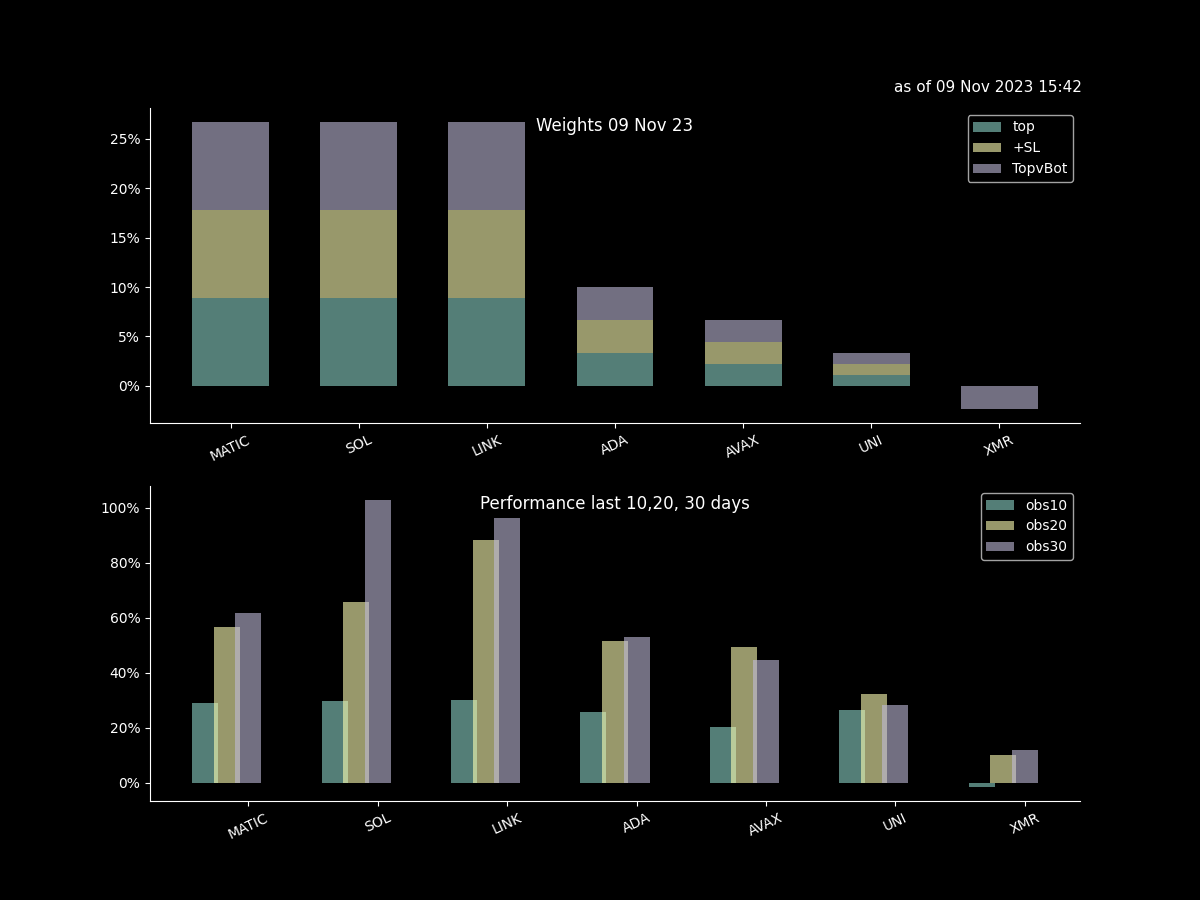 as of 09 Nov 2023 15:42
Weights 09 Nov 23
top
+SL
TopvBot
25%
20%
15%
10%
5%
0%
MATIC SOL LINK ADA AVAX UNI XMR
Performance last 10,20, 30 days
obs10
obs20
obs30
100%
80%
60%
40%
20%
0%
MATIC SOL LINK ADA AVAX UNI XMR